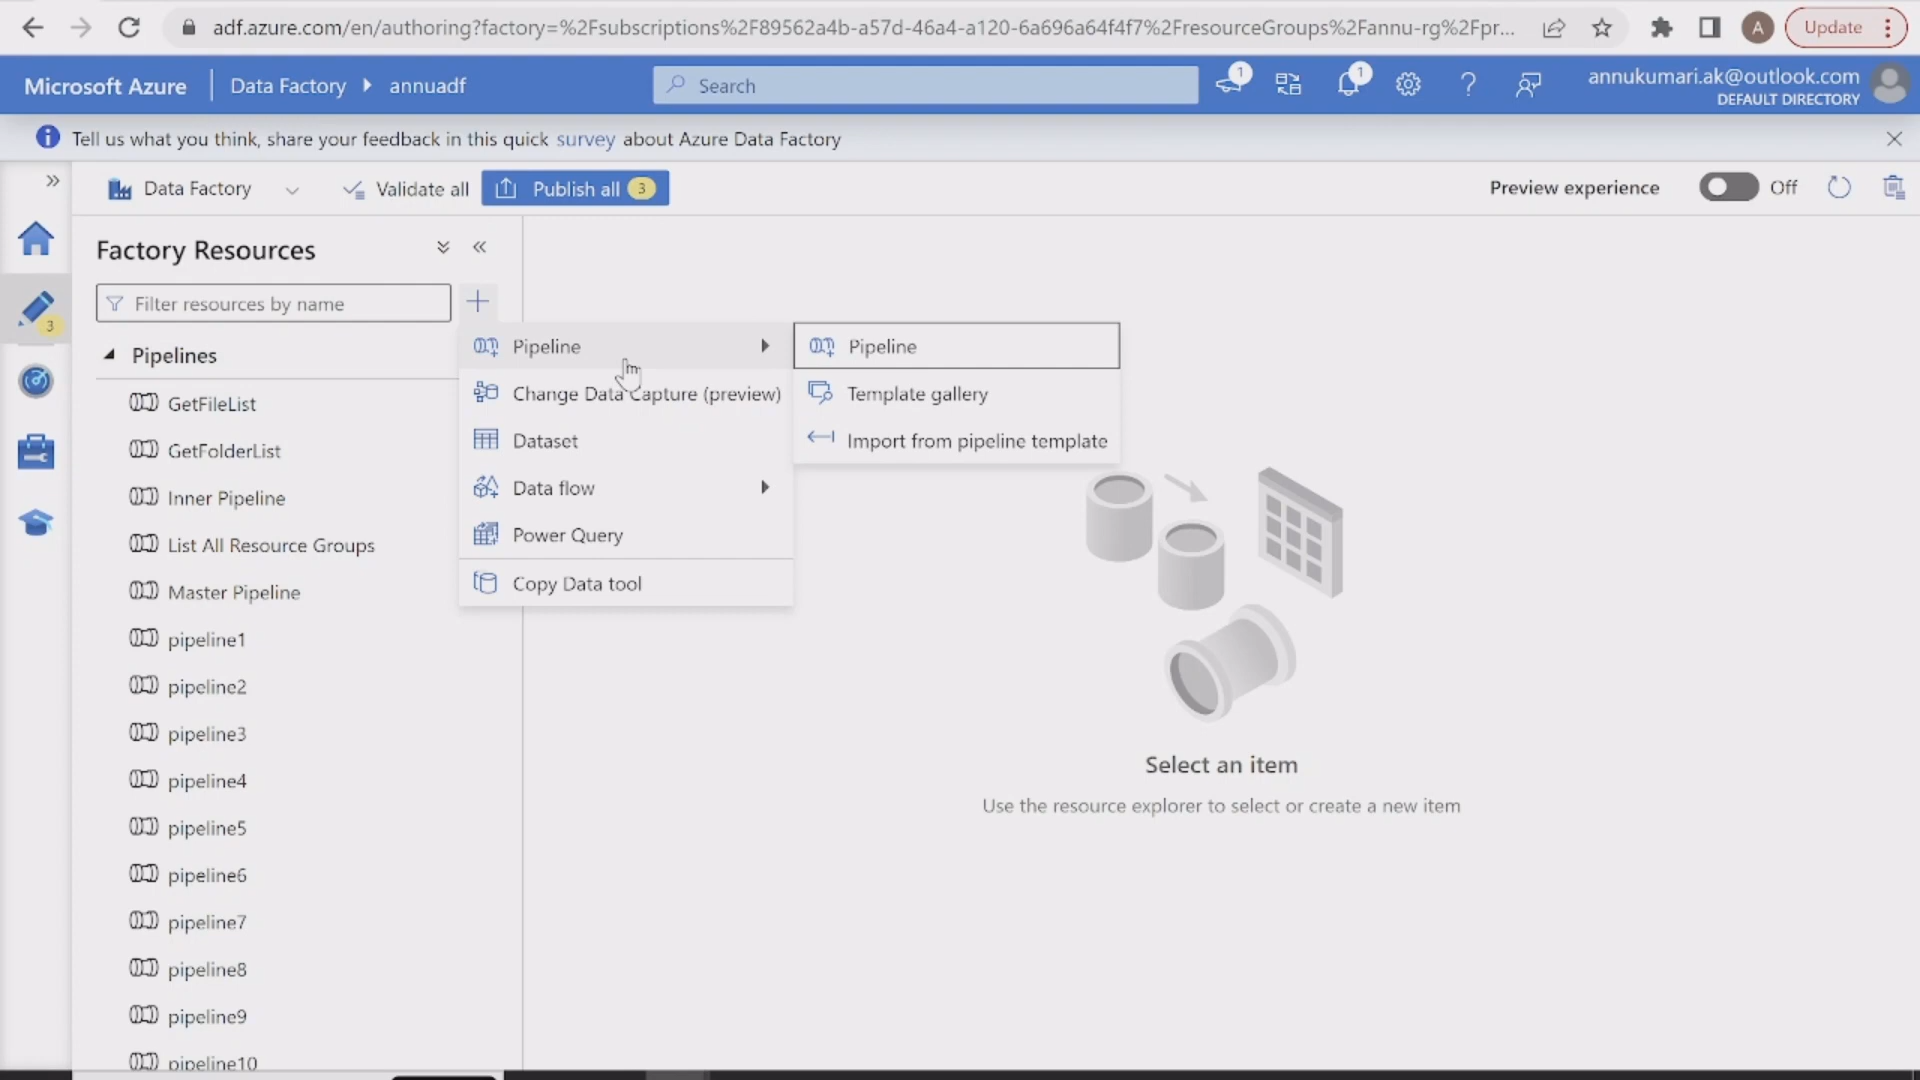 adf.azure.com/en/authoring?factory=%2Fsubscriptions%2F89562a4b-a57d-46a4-a120-6a696a64f4f7%2FresourceGroups%2Fannu-rg%2Fpr...
A
Update
Microsoft Azure
Data Factory
annuadf
Search
1
1
annukumari.ak@outlook.com
DEFAULT DIRECTORY
Tell us what you think, share your feedback in this quick survey about Azure Data Factory
Data Factory
Validate all
Publish all 3
Preview experience
Off
Factory Resources
Filter resources by name
3
Pipelines
GetFileList
GetFolderList
Inner Pipeline
List All Resource Groups
Master Pipeline
pipeline1
pipeline2
pipeline3
pipeline4
pipeline5
pipeline6
pipeline7
pipeline8
pipeline9
pipeline10
Pipeline
Change Data Capture (preview)
Dataset
Data flow
Power Query
Copy Data tool
Pipeline
Template gallery
Import from pipeline template
Select an item
Use the resource explorer to select or create a new item